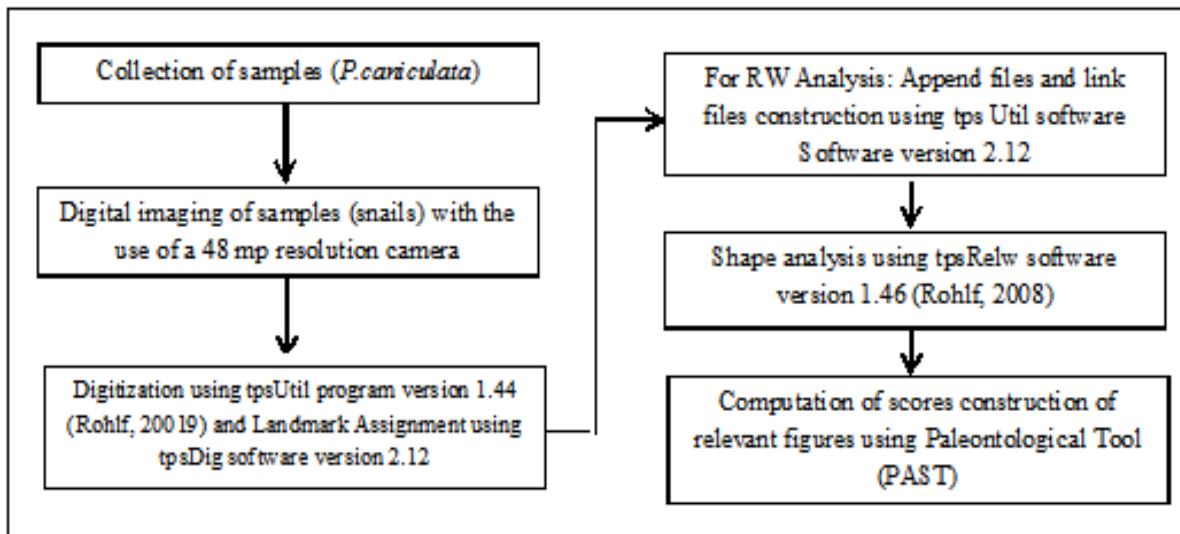 Collection of samples (P.caniculata)
Digital imaging of samples (snails) with the
use of a 48 mp resolution camera
Digitization using tpsUtil program version 1.44
(Rohlf, 20019) and Landmark Assignment using
tpsDig software version 2.12
For RW Analysis: Append files and link
files construction using tps Util software
Software version 2.12
Shape analysis using tpsRelw software
version 1.46 (Rohlf, 2008)
Computation of scores construction of
relevant figures using Paleontological Tool
(PAST)